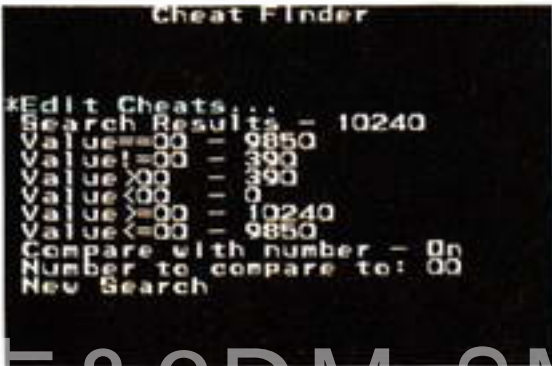 Cheat Finder
*Edit Cheats...
Search Results - 10240
Value==00 - 9850
Value!=00 - 390
Value>00 - 390
Value<00 - 0
Value>=00 - 10240
Value<=00 - 9850
Compare with number - On
Number to compare to: 00
New Search